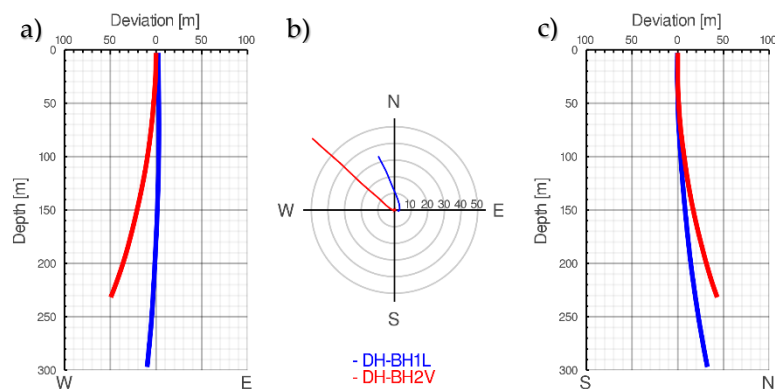 a)
Deviation [m]
100 50 0 50 100
Depth [m]
0
50
100
150
200
250
300
W E
b)
N
W E
S
10 20 30 40 50
- DH-BH1L
- DH-BH2V
c)
Deviation [m]
100 50 0 50 100
Depth [m]
0
50
100
150
200
250
300
S N